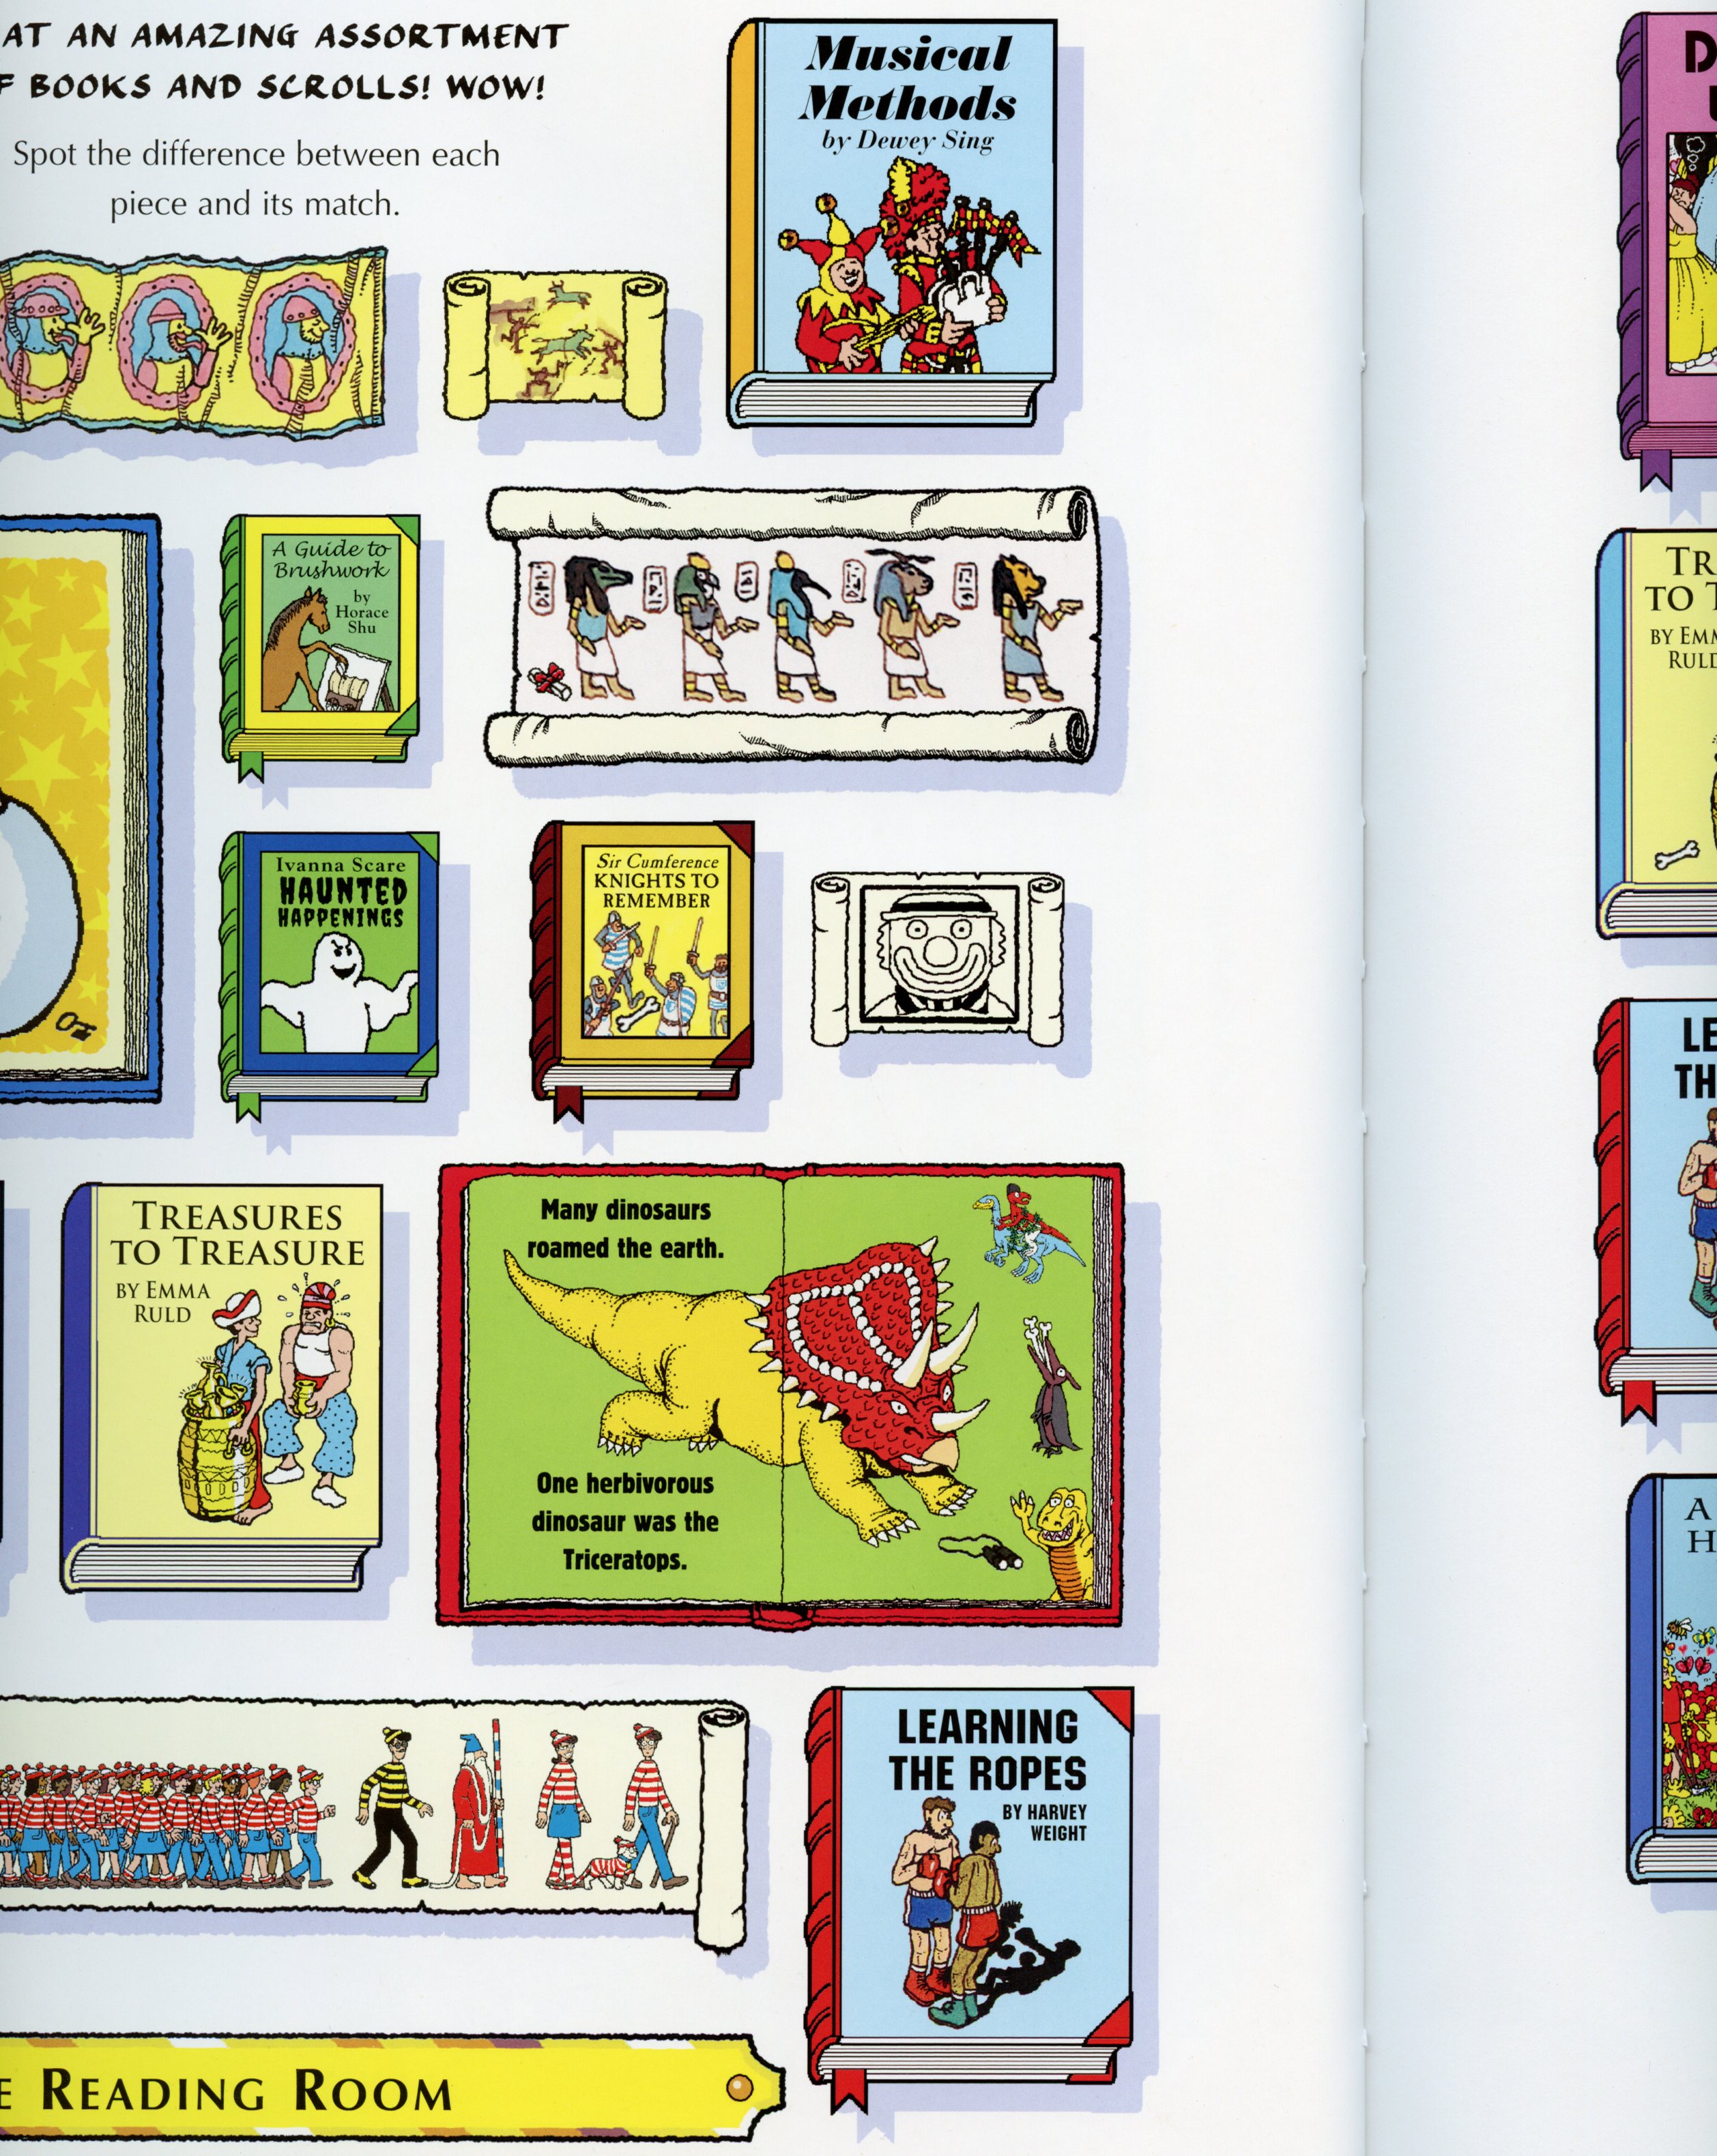 AT AN AMAZING ASSORTMENT
F BOOKS AND SCROLLS! WOW!
Spot the difference between each
piece and its match.
Musical
Methods
by Dewey Sing
A Guide to
Brushwork
by
Horace
Shu
Ivanna Scare
HAUNTED
HAPPENINGS
Sir Cumference
KNIGHTS TO
REMEMBER
TREASURES
TO TREASURE
BY EMMA
RULD
Many dinosaurs
roamed the earth.
One herbivorous
dinosaur was the
Triceratops.
LEARNING
THE ROPES
BY HARVEY
WEIGHT
E READING ROOM
D
TR
TO T
BY EMM
RULD
LE
TH
A
H